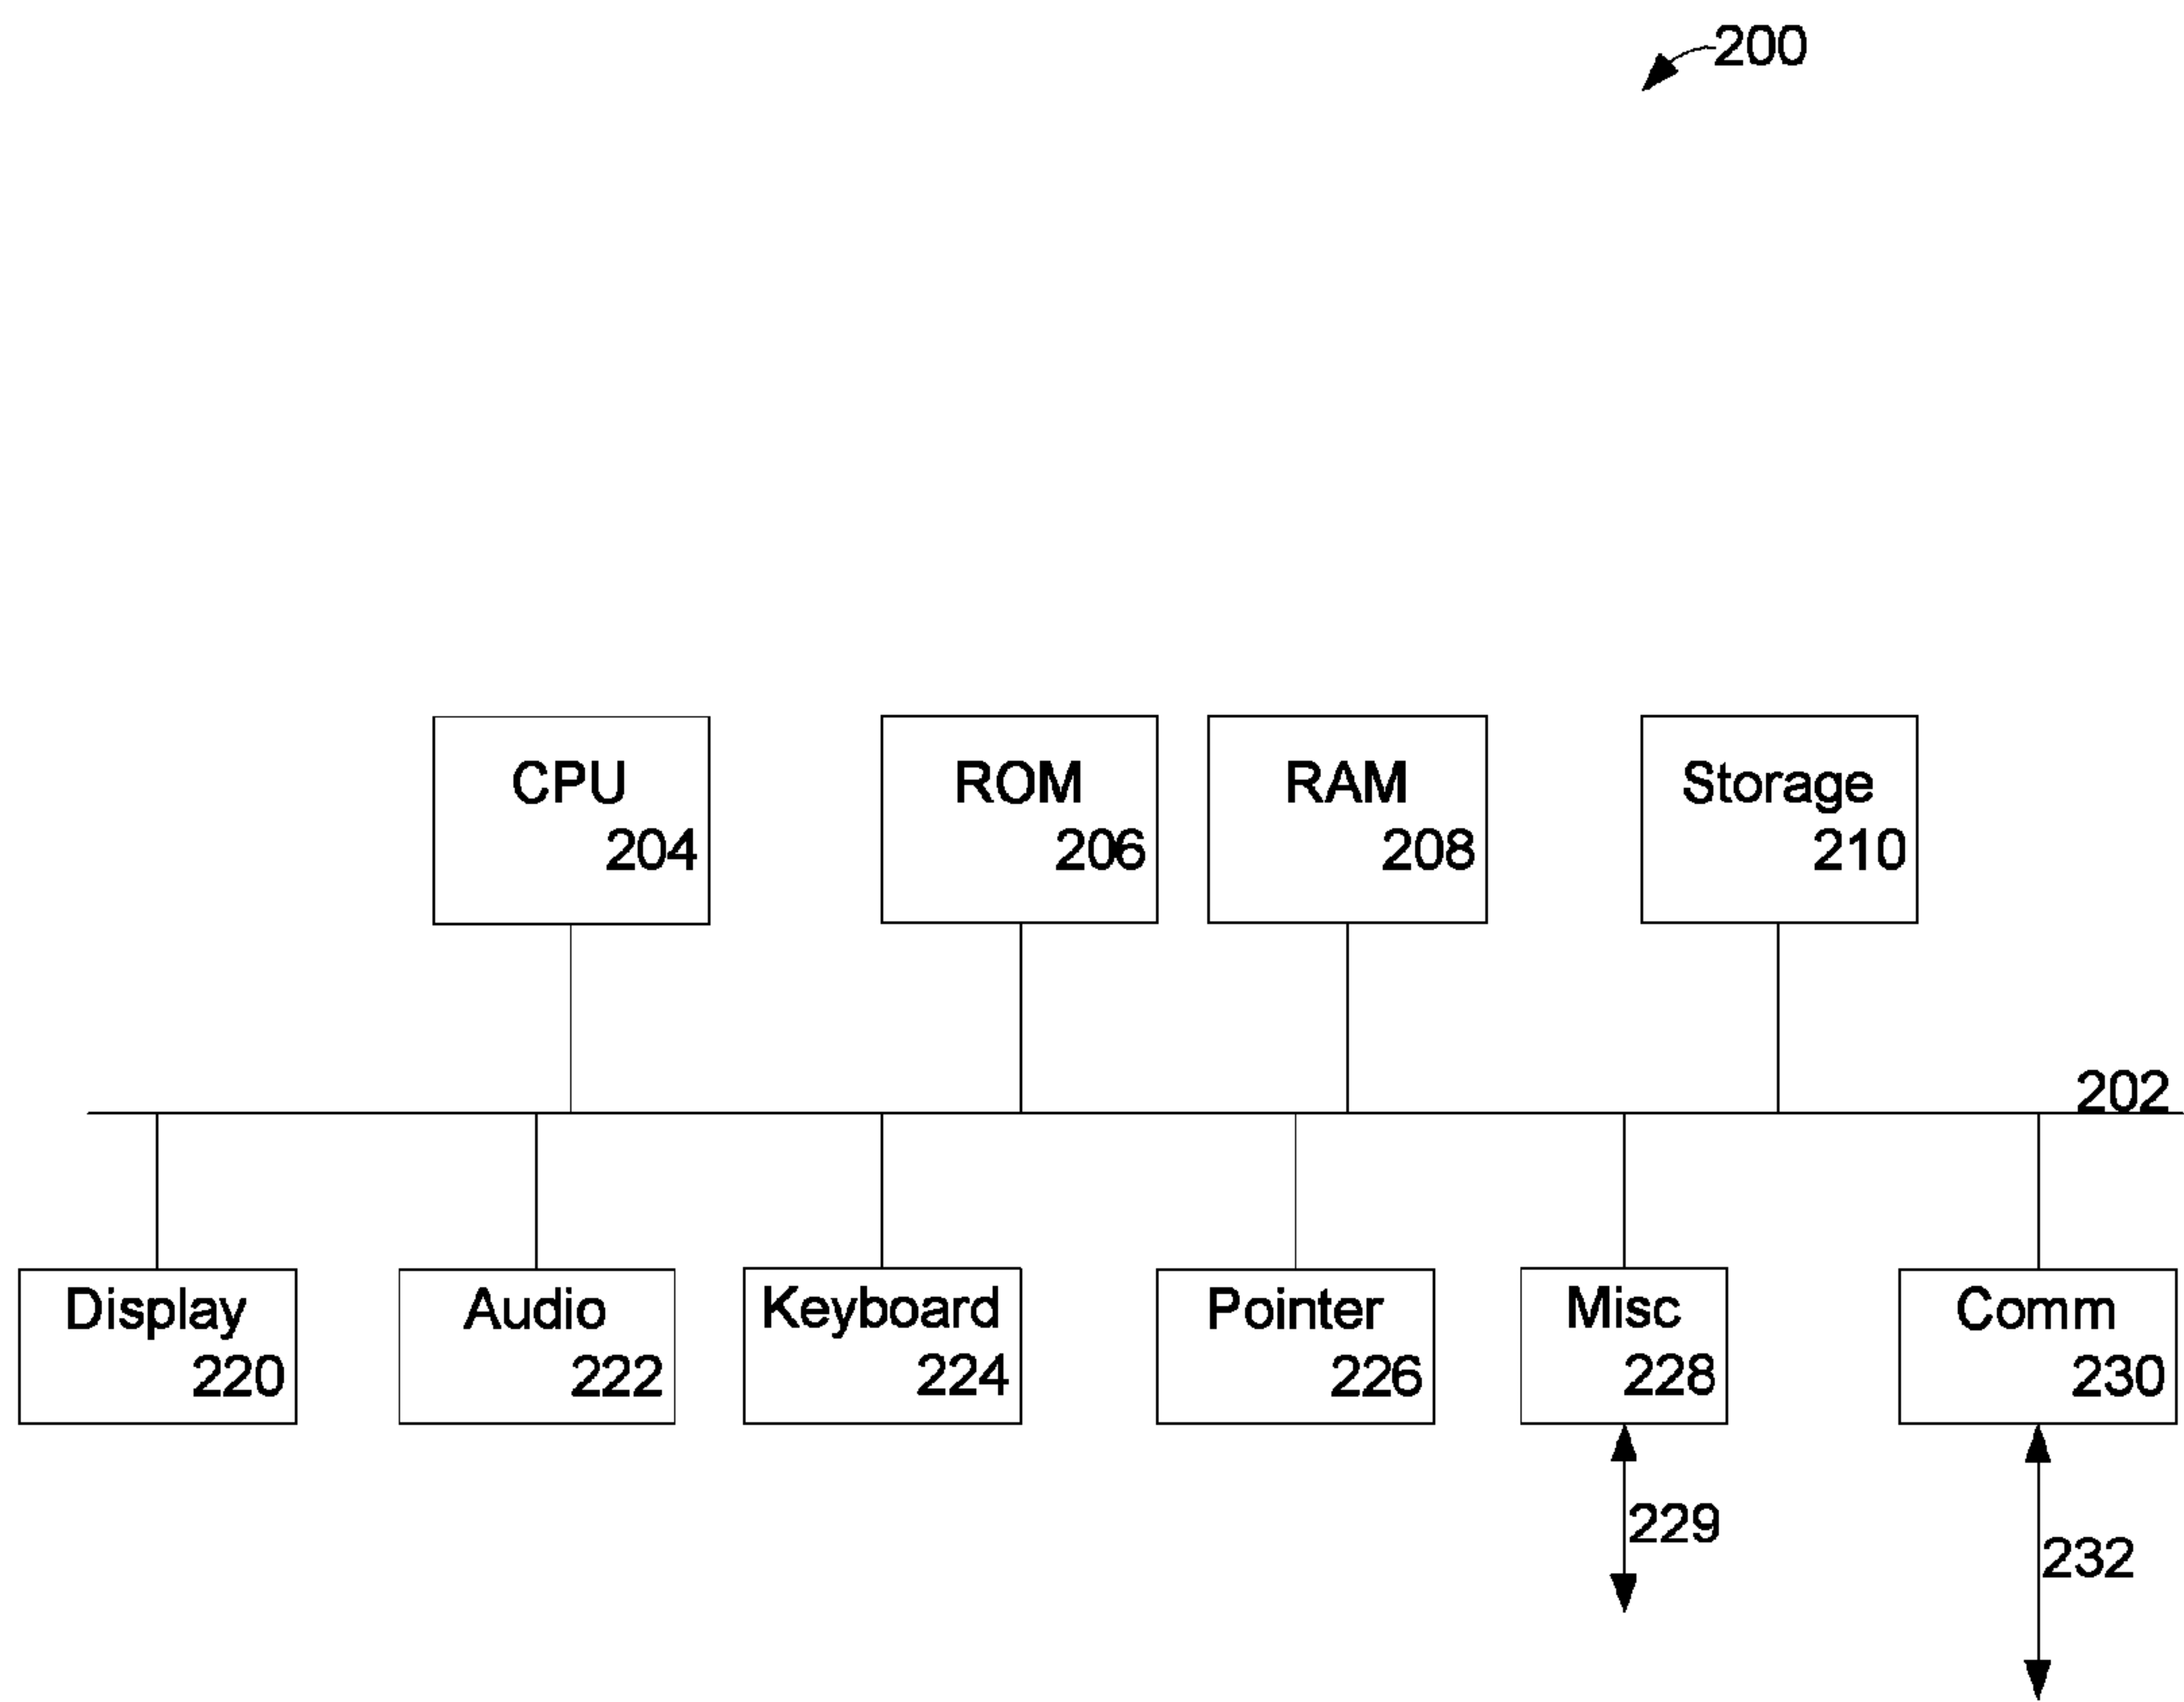 200
CPU
204
ROM
206
RAM
208
Storage
210
202
Display
220
Audio
222
Keyboard
224
Pointer
226
Misc
228
Comm
230
229
232